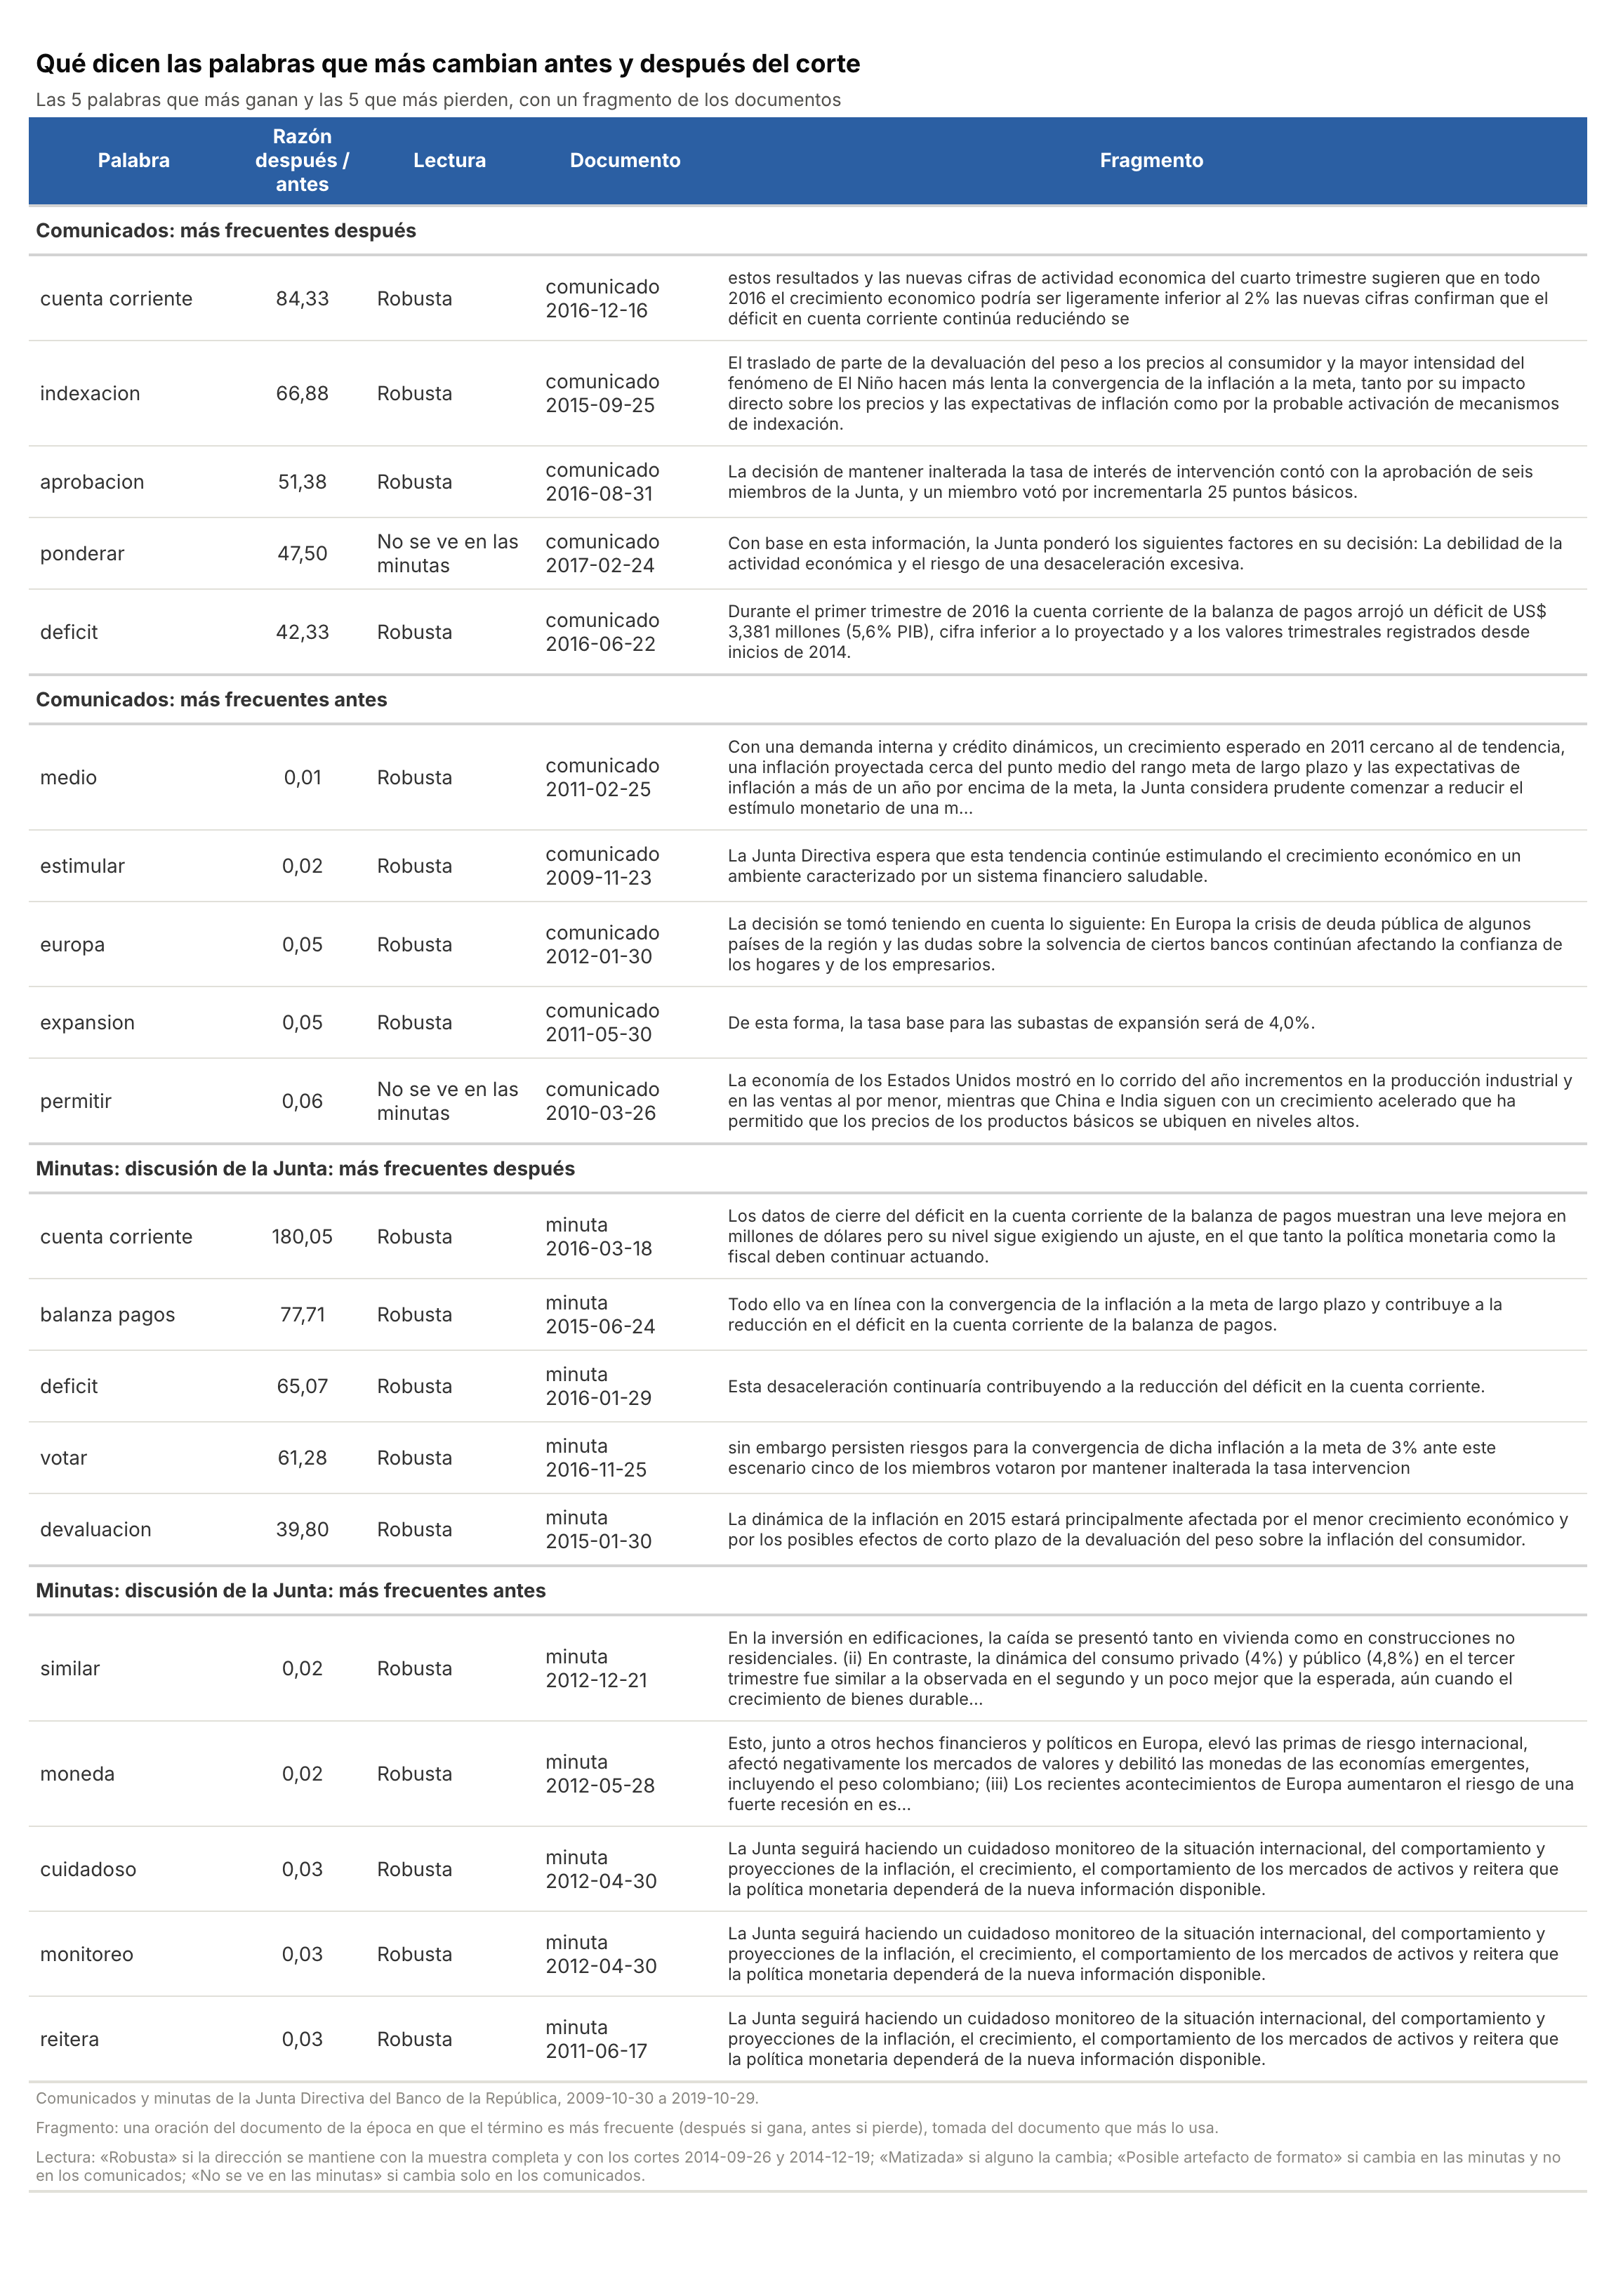 Qué dicen las palabras que más cambian antes y después del corte
Las 5 palabras que más ganan y las 5 que más pierden, con un fragmento de los documentos
Palabra
Razón
después /
antes
Lectura
Documento
Fragmento
Comunicados: más frecuentes después
cuenta corriente
84,33
Robusta
comunicado
2016-12-16
estos resultados y las nuevas cifras de actividad economica del cuarto trimestre sugieren que en todo
2016 el crecimiento economico podría ser ligeramente inferior al 2% las nuevas cifras confirman que el
déficit en cuenta corriente continúa reduciéndo se
indexacion
66,88
Robusta
comunicado
2015-09-25
El traslado de parte de la devaluación del peso a los precios al consumidor y la mayor intensidad del
fenómeno de El Niño hacen más lenta la convergencia de la inflación a la meta, tanto por su impacto
directo sobre los precios y las expectativas de inflación como por la probable activación de mecanismos
de indexación.
aprobacion
51,38
Robusta
comunicado
2016-08-31
La decisión de mantener inalterada la tasa de interés de intervención contó con la aprobación de seis
miembros de la Junta, y un miembro votó por incrementarla 25 puntos básicos.
ponderar
47,50
No se ve en las
minutas
comunicado
2017-02-24
Con base en esta información, la Junta ponderó los siguientes factores en su decisión: La debilidad de la
actividad económica y el riesgo de una desaceleración excesiva.
deficit
42,33
Robusta
comunicado
2016-06-22
Durante el primer trimestre de 2016 la cuenta corriente de la balanza de pagos arrojó un déficit de US$
3,381 millones (5,6% PIB), cifra inferior a lo proyectado y a los valores trimestrales registrados desde
inicios de 2014.
Comunicados: más frecuentes antes
medio
0,01
Robusta
comunicado
2011-02-25
Con una demanda interna y crédito dinámicos, un crecimiento esperado en 2011 cercano al de tendencia,
una inflación proyectada cerca del punto medio del rango meta de largo plazo y las expectativas de
inflación a más de un año por encima de la meta, la Junta considera prudente comenzar a reducir el
estímulo monetario de una m...
estimular
0,02
Robusta
comunicado
2009-11-23
La Junta Directiva espera que esta tendencia continúe estimulando el crecimiento económico en un
ambiente caracterizado por un sistema financiero saludable.
europa
0,05
Robusta
comunicado
2012-01-30
La decisión se tomó teniendo en cuenta lo siguiente: En Europa la crisis de deuda pública de algunos
países de la región y las dudas sobre la solvencia de ciertos bancos continúan afectando la confianza de
los hogares y de los empresarios.
expansion
0,05
Robusta
comunicado
2011-05-30
De esta forma, la tasa base para las subastas de expansión será de 4,0%.
permitir
0,06
No se ve en las
minutas
comunicado
2010-03-26
La economía de los Estados Unidos mostró en lo corrido del año incrementos en la producción industrial y
en las ventas al por menor, mientras que China e India siguen con un crecimiento acelerado que ha
permitido que los precios de los productos básicos se ubiquen en niveles altos.
Minutas: discusión de la Junta: más frecuentes después
cuenta corriente
180,05
Robusta
minuta
2016-03-18
Los datos de cierre del déficit en la cuenta corriente de la balanza de pagos muestran una leve mejora en
millones de dólares pero su nivel sigue exigiendo un ajuste, en el que tanto la política monetaria como la
fiscal deben continuar actuando.
balanza pagos
77,71
Robusta
minuta
2015-06-24
Todo ello va en línea con la convergencia de la inflación a la meta de largo plazo y contribuye a la
reducción en el déficit en la cuenta corriente de la balanza de pagos.
deficit
65,07
Robusta
minuta
2016-01-29
Esta desaceleración continuaría contribuyendo a la reducción del déficit en la cuenta corriente.
votar
61,28
Robusta
minuta
2016-11-25
sin embargo persisten riesgos para la convergencia de dicha inflación a la meta de 3% ante este
escenario cinco de los miembros votaron por mantener inalterada la tasa intervencion
devaluacion
39,80
Robusta
minuta
2015-01-30
La dinámica de la inflación en 2015 estará principalmente afectada por el menor crecimiento económico y
por los posibles efectos de corto plazo de la devaluación del peso sobre la inflación del consumidor.
Minutas: discusión de la Junta: más frecuentes antes
similar
0,02
Robusta
minuta
2012-12-21
En la inversión en edificaciones, la caída se presentó tanto en vivienda como en construcciones no
residenciales. (ii) En contraste, la dinámica del consumo privado (4%) y público (4,8%) en el tercer
trimestre fue similar a la observada en el segundo y un poco mejor que la esperada, aún cuando el
crecimiento de bienes durable...
moneda
0,02
Robusta
minuta
2012-05-28
Esto, junto a otros hechos financieros y políticos en Europa, elevó las primas de riesgo internacional,
afectó negativamente los mercados de valores y debilitó las monedas de las economías emergentes,
incluyendo el peso colombiano; (iii) Los recientes acontecimientos de Europa aumentaron el riesgo de una
fuerte recesión en es...
cuidadoso
0,03
Robusta
minuta
2012-04-30
La Junta seguirá haciendo un cuidadoso monitoreo de la situación internacional, del comportamiento y
proyecciones de la inflación, el crecimiento, el comportamiento de los mercados de activos y reitera que
la política monetaria dependerá de la nueva información disponible.
monitoreo
0,03
Robusta
minuta
2012-04-30
La Junta seguirá haciendo un cuidadoso monitoreo de la situación internacional, del comportamiento y
proyecciones de la inflación, el crecimiento, el comportamiento de los mercados de activos y reitera que
la política monetaria dependerá de la nueva información disponible.
reitera
0,03
Robusta
minuta
2011-06-17
La Junta seguirá haciendo un cuidadoso monitoreo de la situación internacional, del comportamiento y
proyecciones de la inflación, el crecimiento, el comportamiento de los mercados de activos y reitera que
la política monetaria dependerá de la nueva información disponible.
Comunicados y minutas de la Junta Directiva del Banco de la República, 2009-10-30 a 2019-10-29.
Fragmento: una oración del documento de la época en que el término es más frecuente (después si gana, antes si pierde), tomada del documento que más lo usa.
Lectura: «Robusta» si la dirección se mantiene con la muestra completa y con los cortes 2014-09-26 y 2014-12-19; «Matizada» si alguno la cambia; «Posible artefacto de formato» si cambia en las minutas y no
en los comunicados; «No se ve en las minutas» si cambia solo en los comunicados.